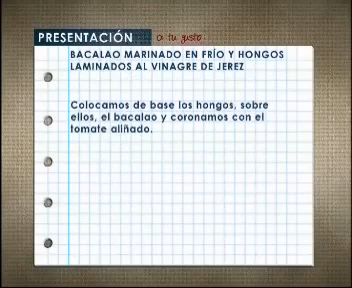 PRESENTACIÓN a tu gusto
BACALAO MARINADO EN FRÍO Y HONGOS
LAMINADOS AL VINAGRE DE JEREZ
Colocamos de base los hongos, sobre
ellos, el bacalao y coronamos con el
tomate aliñado.